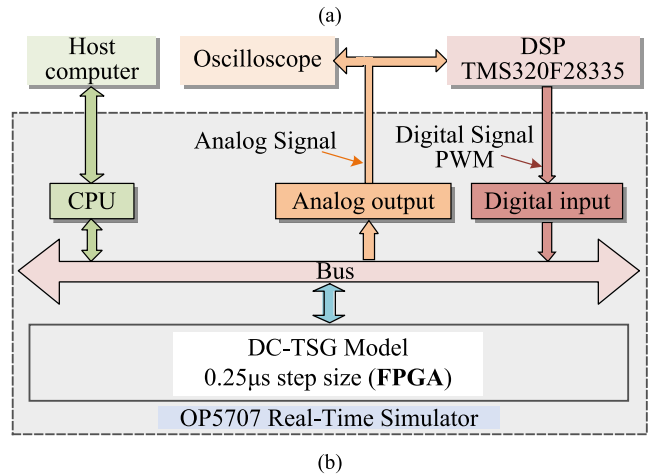 (a)
Host
computer
Oscilloscope
DSP
TMS320F28335
Analog Signal
Digital Signal
PWM
CPU
Analog output
Digital input
Bus
DC-TSG Model
0.25μs step size (FPGA)
OP5707 Real-Time Simulator
(b)